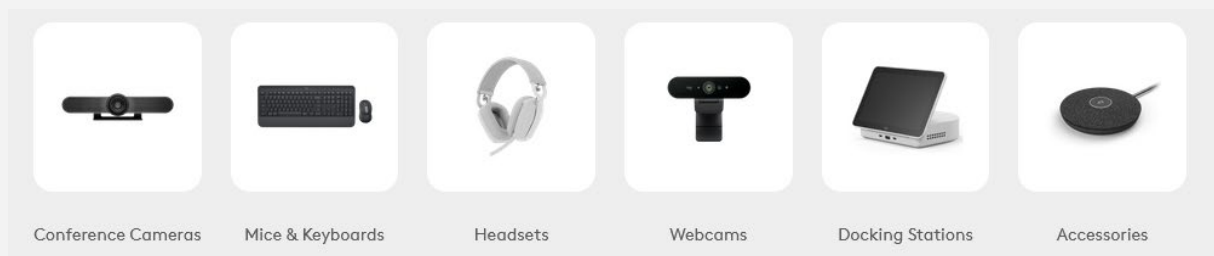 Conference Cameras
Mice & Keyboards
Headsets
Webcams
Docking Stations
Accessories